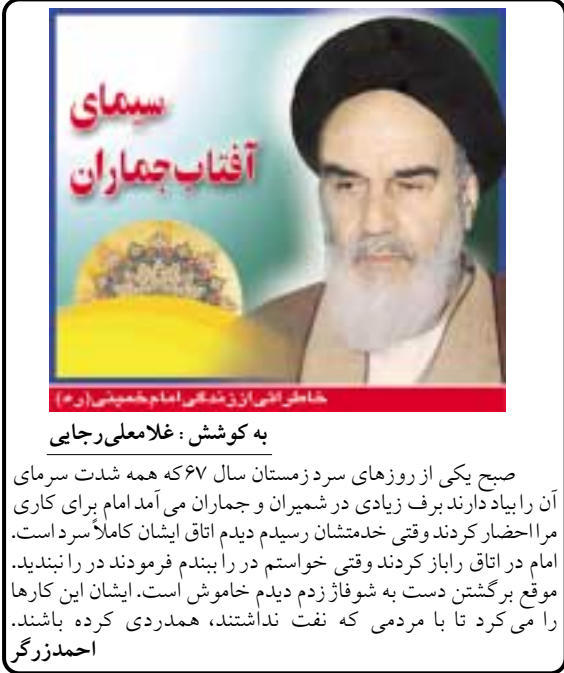 سیمای
آفتاب جماران
خاطراتی از زندگی امام خمینی (ره)
به کوشش : غلامعلی رجایی
صبح یکی از روزهای سرد زمستان سال ۶۷ که همه شدت سرمای
آن را بیاد دارند برف زیادی در شمیران و جماران می آمد امام برای کاری
مرا احضار کردند وقتی خدمتشان رسیدم دیدم اتاق ایشان کاملاً سرد است.
امام در اتاق را باز کردند وقتی خواستم در را ببندم فرمودند در را نبندید.
موقع برگشتن دست به شوفاژ زدم دیدم خاموش است. ایشان این کارها
را می کرد تا با مردمی که نفت نداشتند، همدردی کرده باشند.
احمد زرگر